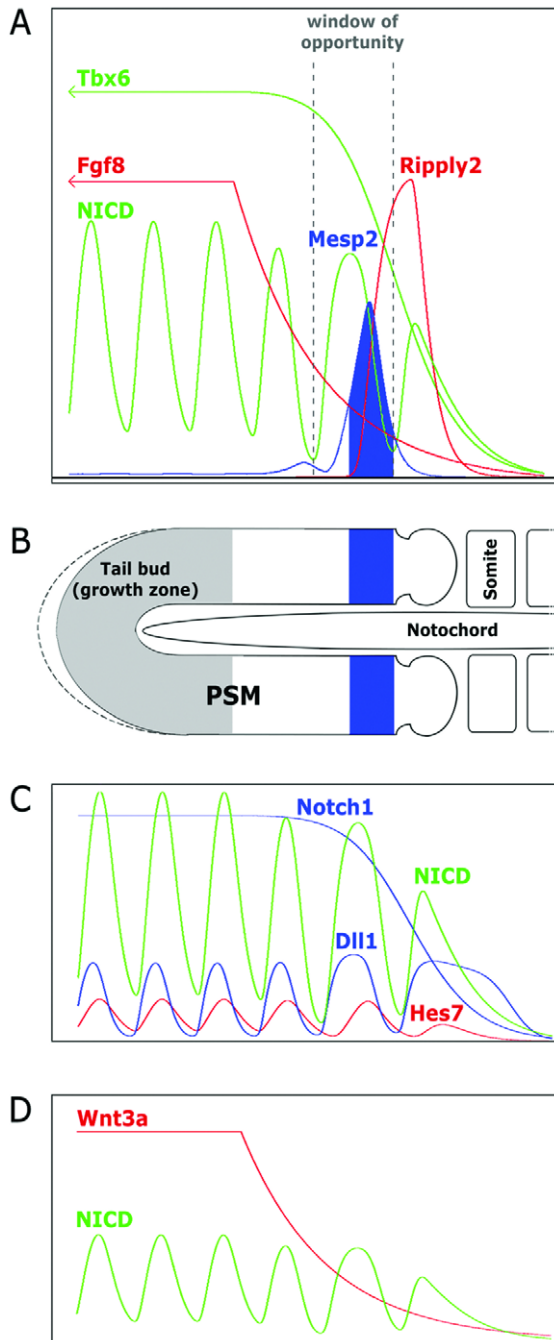 A
window of
opportunity
Tbx6
Fgf8
Ripply2
NICD
Mesp2
B
Tail bud
(growth zone)
Somite
Notochord
PSM
C
Notch1
NICD
Dll1
Hes7
D
Wnt3a
NICD